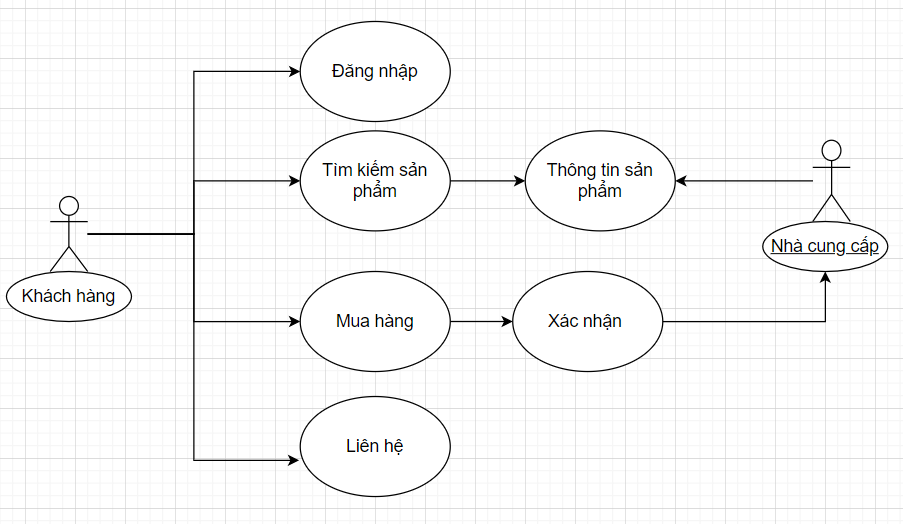 Đăng nhập
Tìm kiếm sản
phẩm
Thông tin sản
phẩm
Nhà cung cấp
Khách hàng
Mua hàng
Xác nhận
Liên hệ